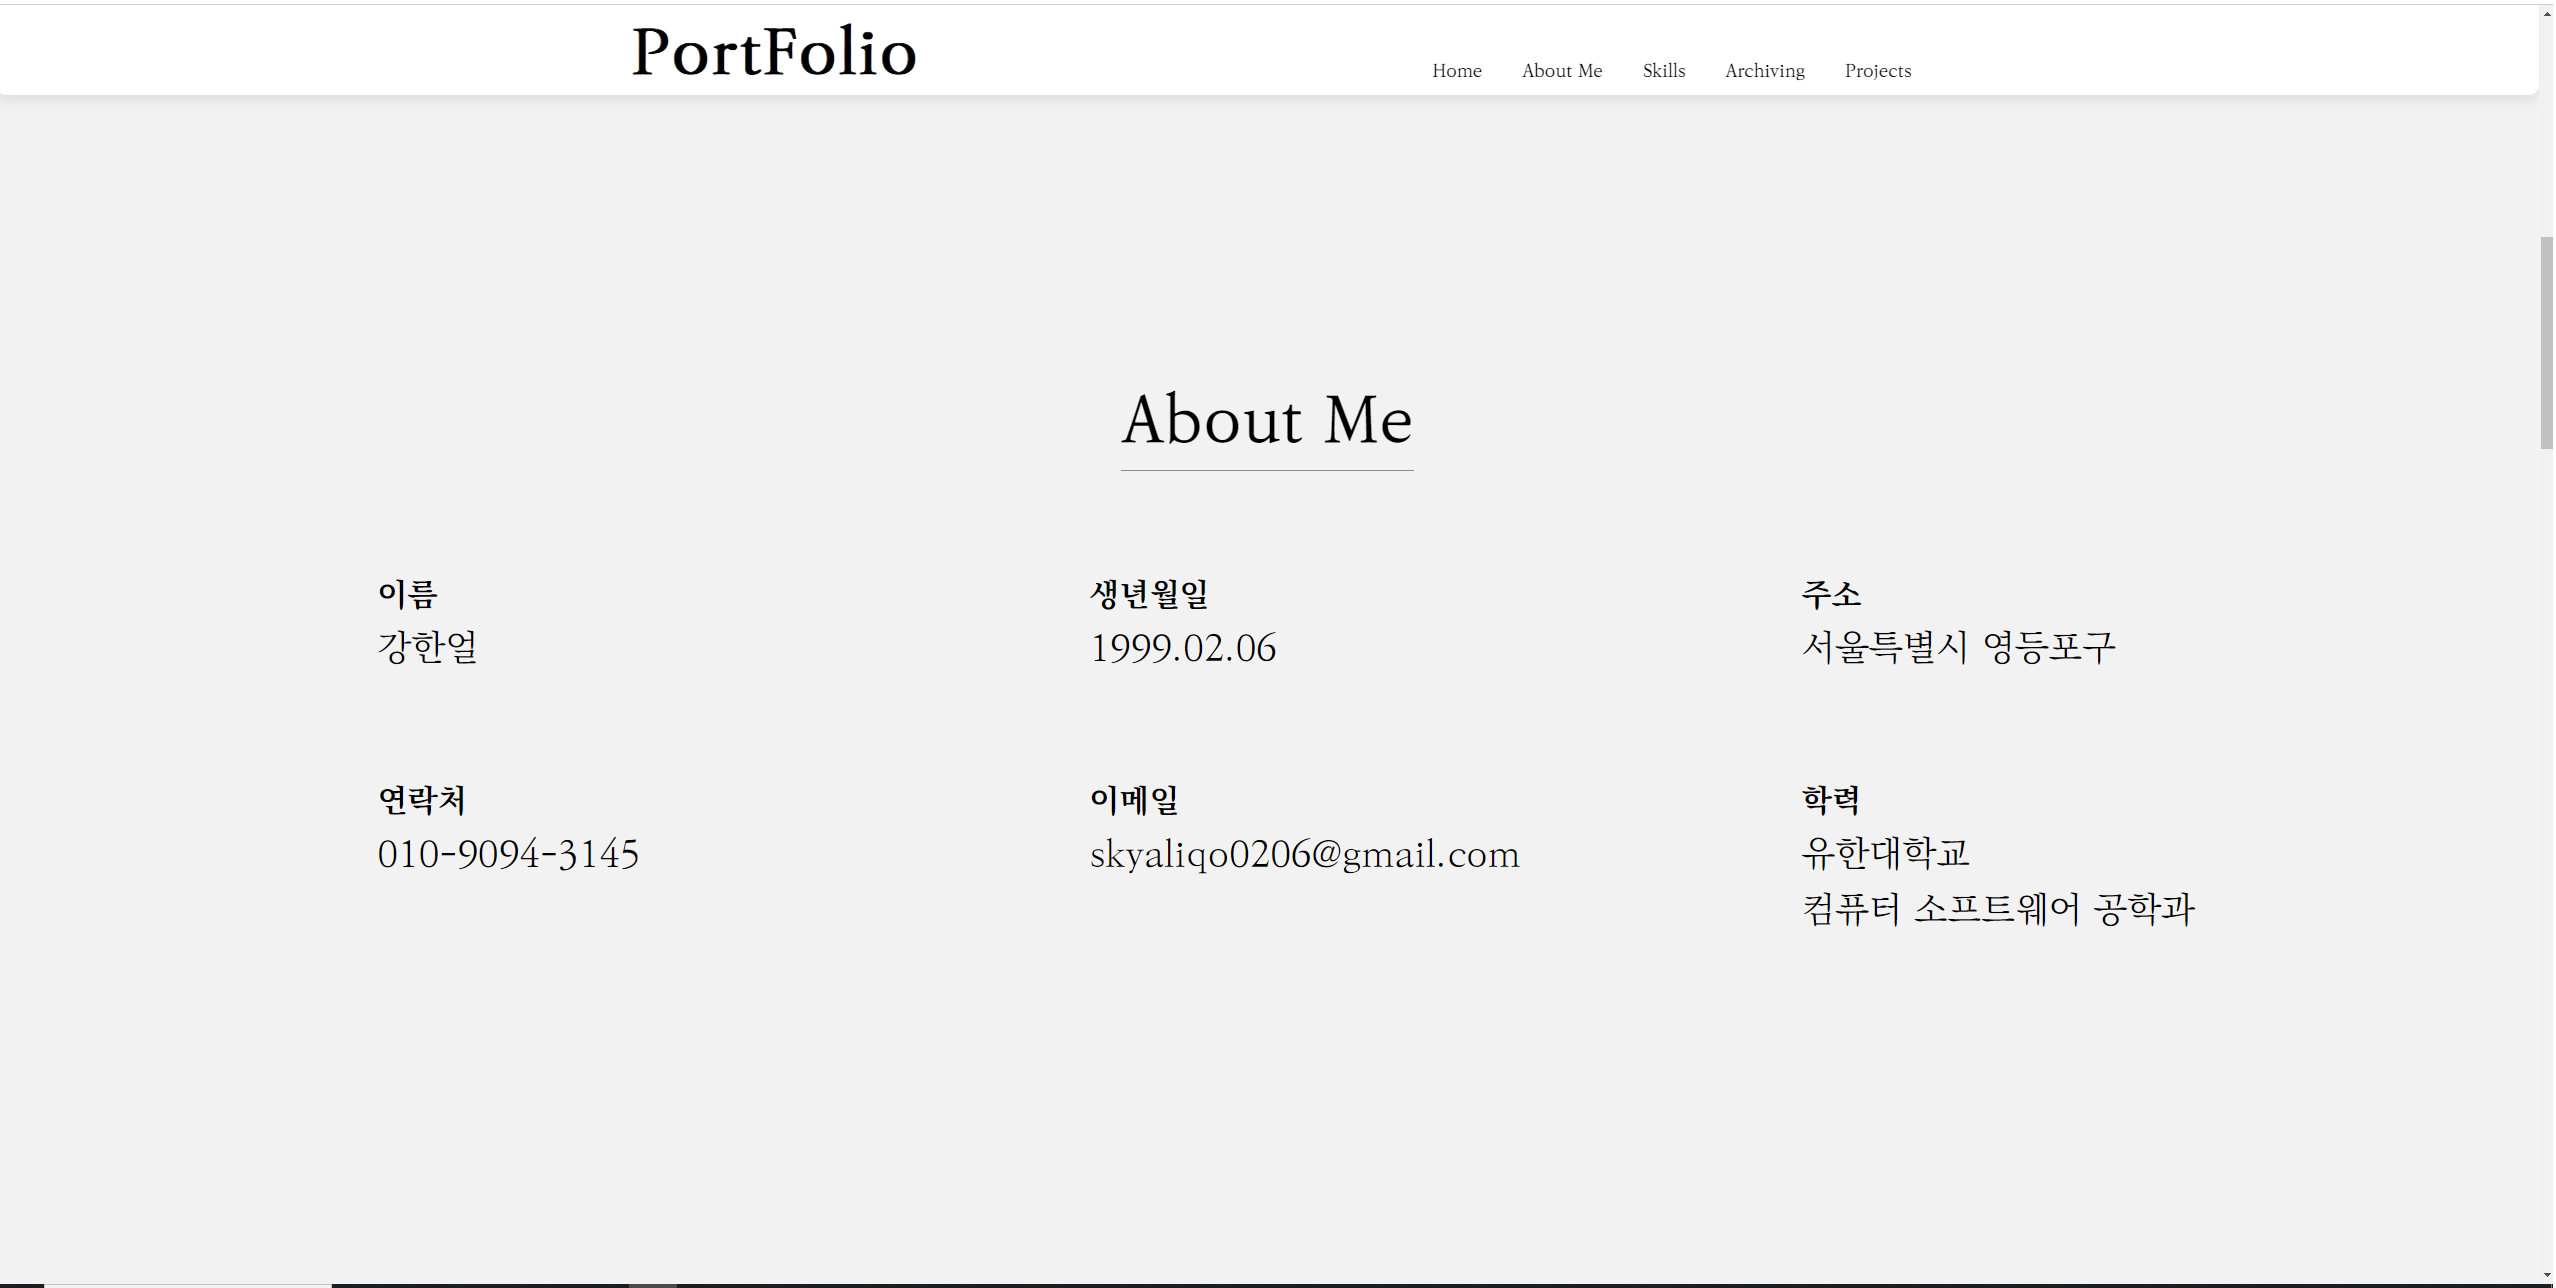 PortFolio
Home About Me Skills Archiving Projects
About Me
이름
강한얼
생년월일
1999.02.06
주소
서울특별시 영등포구
연락처
010-9094-3145
이메일
skyaliqo0206@gmail.com
학력
유한대학교
컴퓨터 소프트웨어 공학과